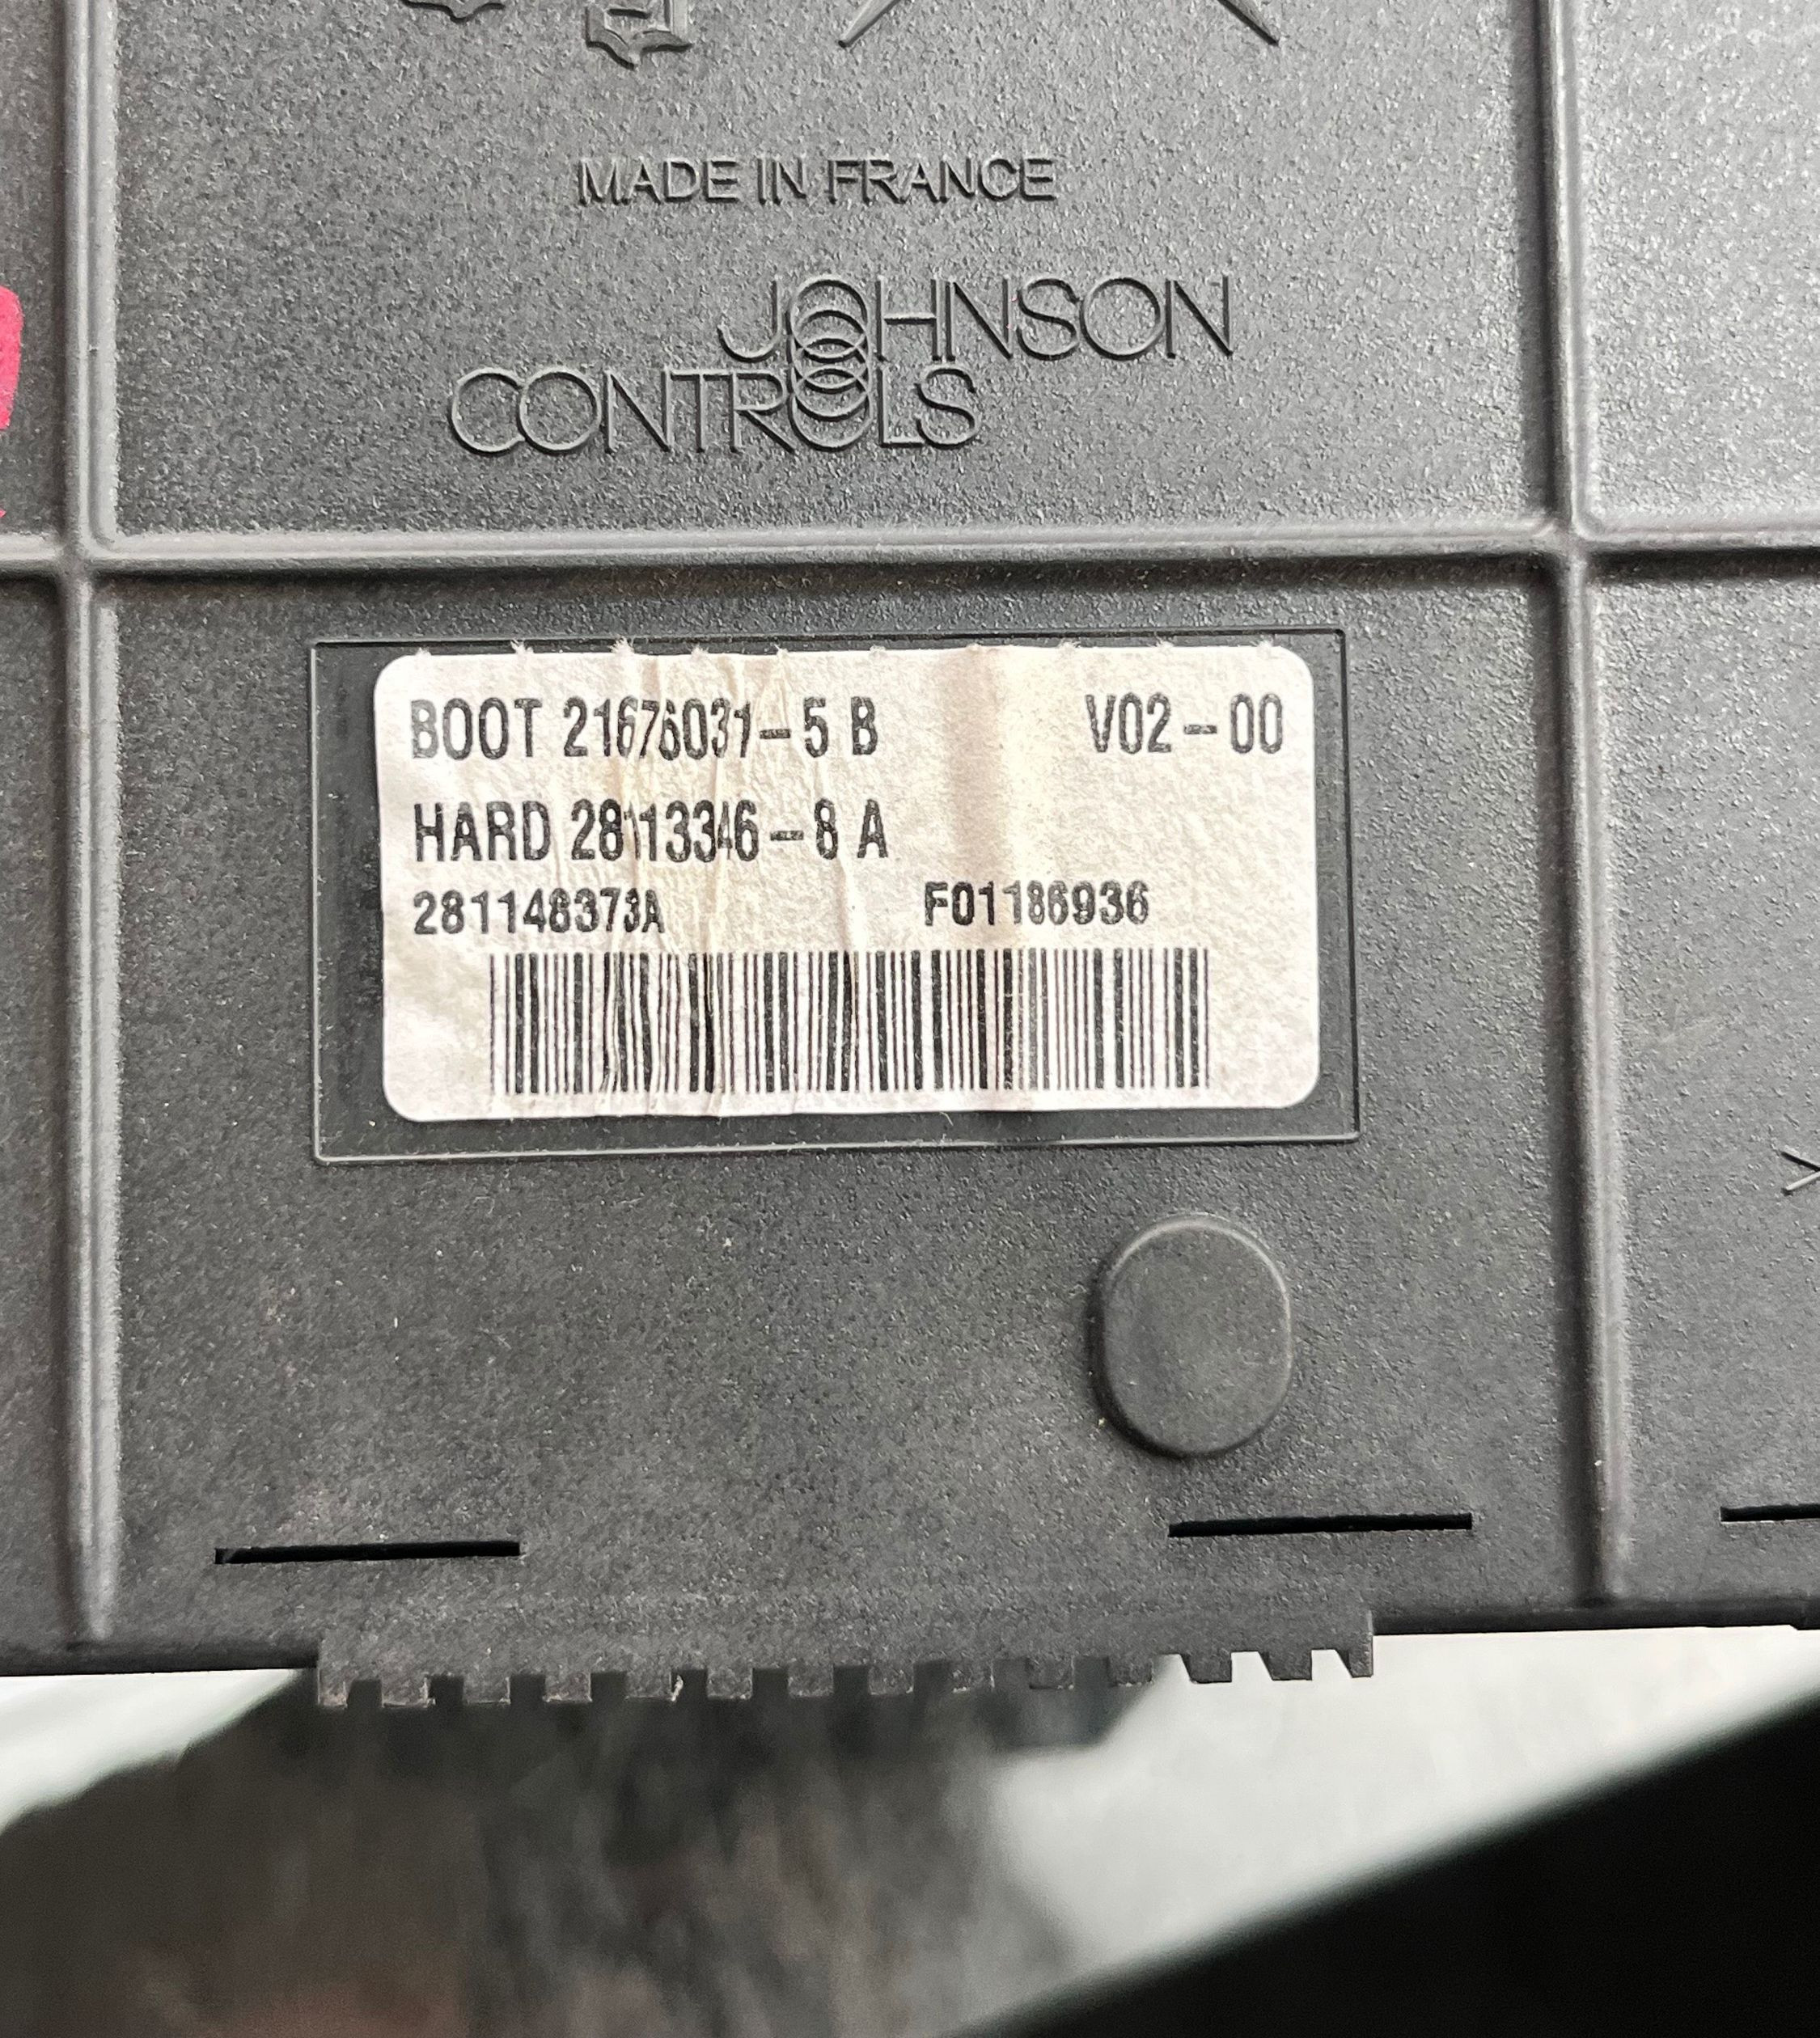 MADE IN FRANCE
JOHNSON
CONTROLS
BOOT 21676031-5 B V02-00
HARD 28113346-8 A
281148373A F01186936